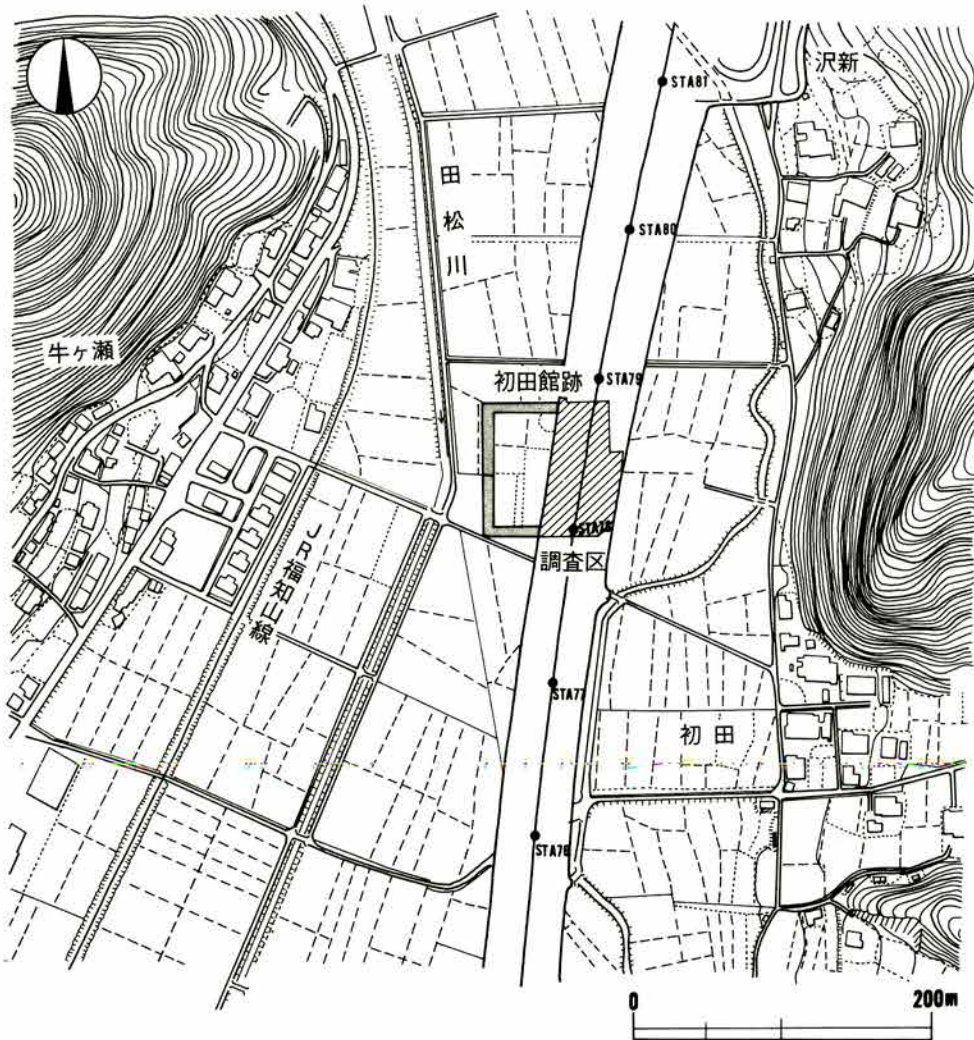 沢新
STA81
田松川
STA80
牛ヶ瀬
初田館跡
STA79
STA78
調査区
JR福知山線
STA77
初田
STA76
0 200m